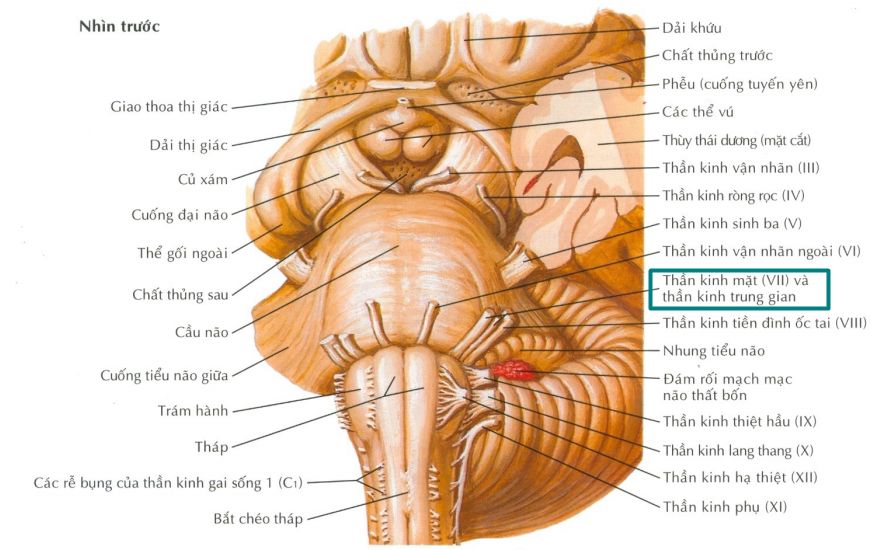 Nhìn trước
Giao thoa thị giác
Dải thị giác
Củ xám
Cuống đại não
Thể gối ngoài
Chất thủng sau
Cầu não
Cuống tiểu não giữa
Trám hành
Tháp
Các rễ bụng của thần kinh gai sống 1 (C1)
Bắt chéo tháp
Dải khứu
Chất thủng trước
Phễu (cuống tuyến yên)
Các thể vú
Thùy thái dương (mặt cắt)
Thần kinh vận nhãn (III)
Thần kinh ròng rọc (IV)
Thần kinh sinh ba (V)
Thần kinh vận nhãn ngoài (VI)
Thần kinh mặt (VII) và
thần kinh trung gian
Thần kinh tiền đình ốc tai (VIII)
Nhung tiểu não
Đám rối mạch mạc
não thất bốn
Thần kinh thiệt hầu (IX)
Thần kinh lang thang (X)
Thần kinh hạ thiệt (XII)
Thần kinh phụ (XI)